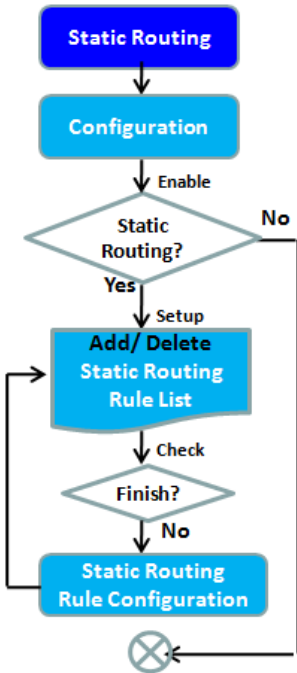 Static Routing
Configuration
Enable
Static
Routing?
No
Yes
Setup
Add/ Delete
Static Routing
Rule List
Check
Finish?
No
Static Routing
Rule Configuration